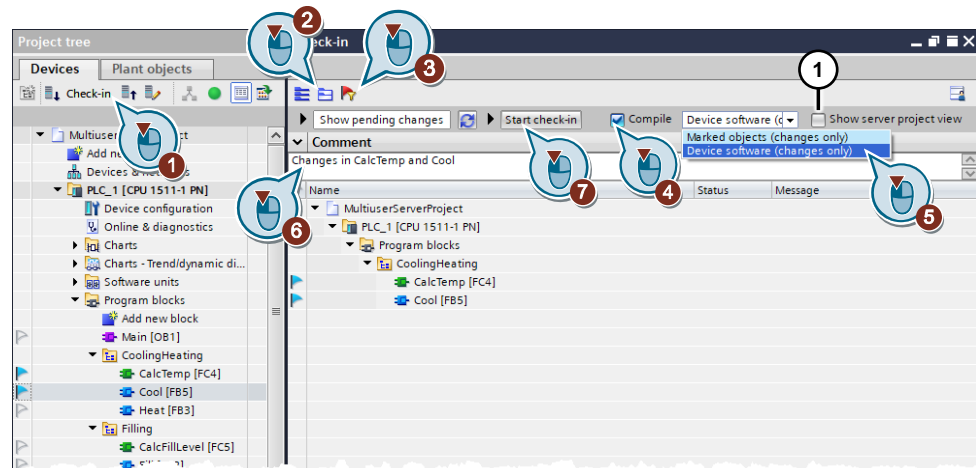 Project tree
eck-in
2
3
1
Devices
Plant objects
Check-in
Show pending changes
Start check-in
Compile
Device software (c
Show server project view
Marked objects (changes only)
Device software (changes only)
Comment
Changes in CalcTemp and Cool
1
7
4
5
6
Name
Status
Message
MultiuserServerProject
PLC_1 [CPU 1511-1 PN]
Program blocks
CoolingHeating
CalcTemp [FC4]
Cool [FB5]
Multiuser
ct
Add ne
Devices &
PLC_1 [CPU 1511-1 PN]
Device configuration
Online & diagnostics
Charts
Charts - Trend/dynamic di...
Software units
Program blocks
Add new block
Main [OB1]
CoolingHeating
CalcTemp [FC4]
Cool [FB5]
Heat [FB3]
Filling
CalcFillLevel [FC5]